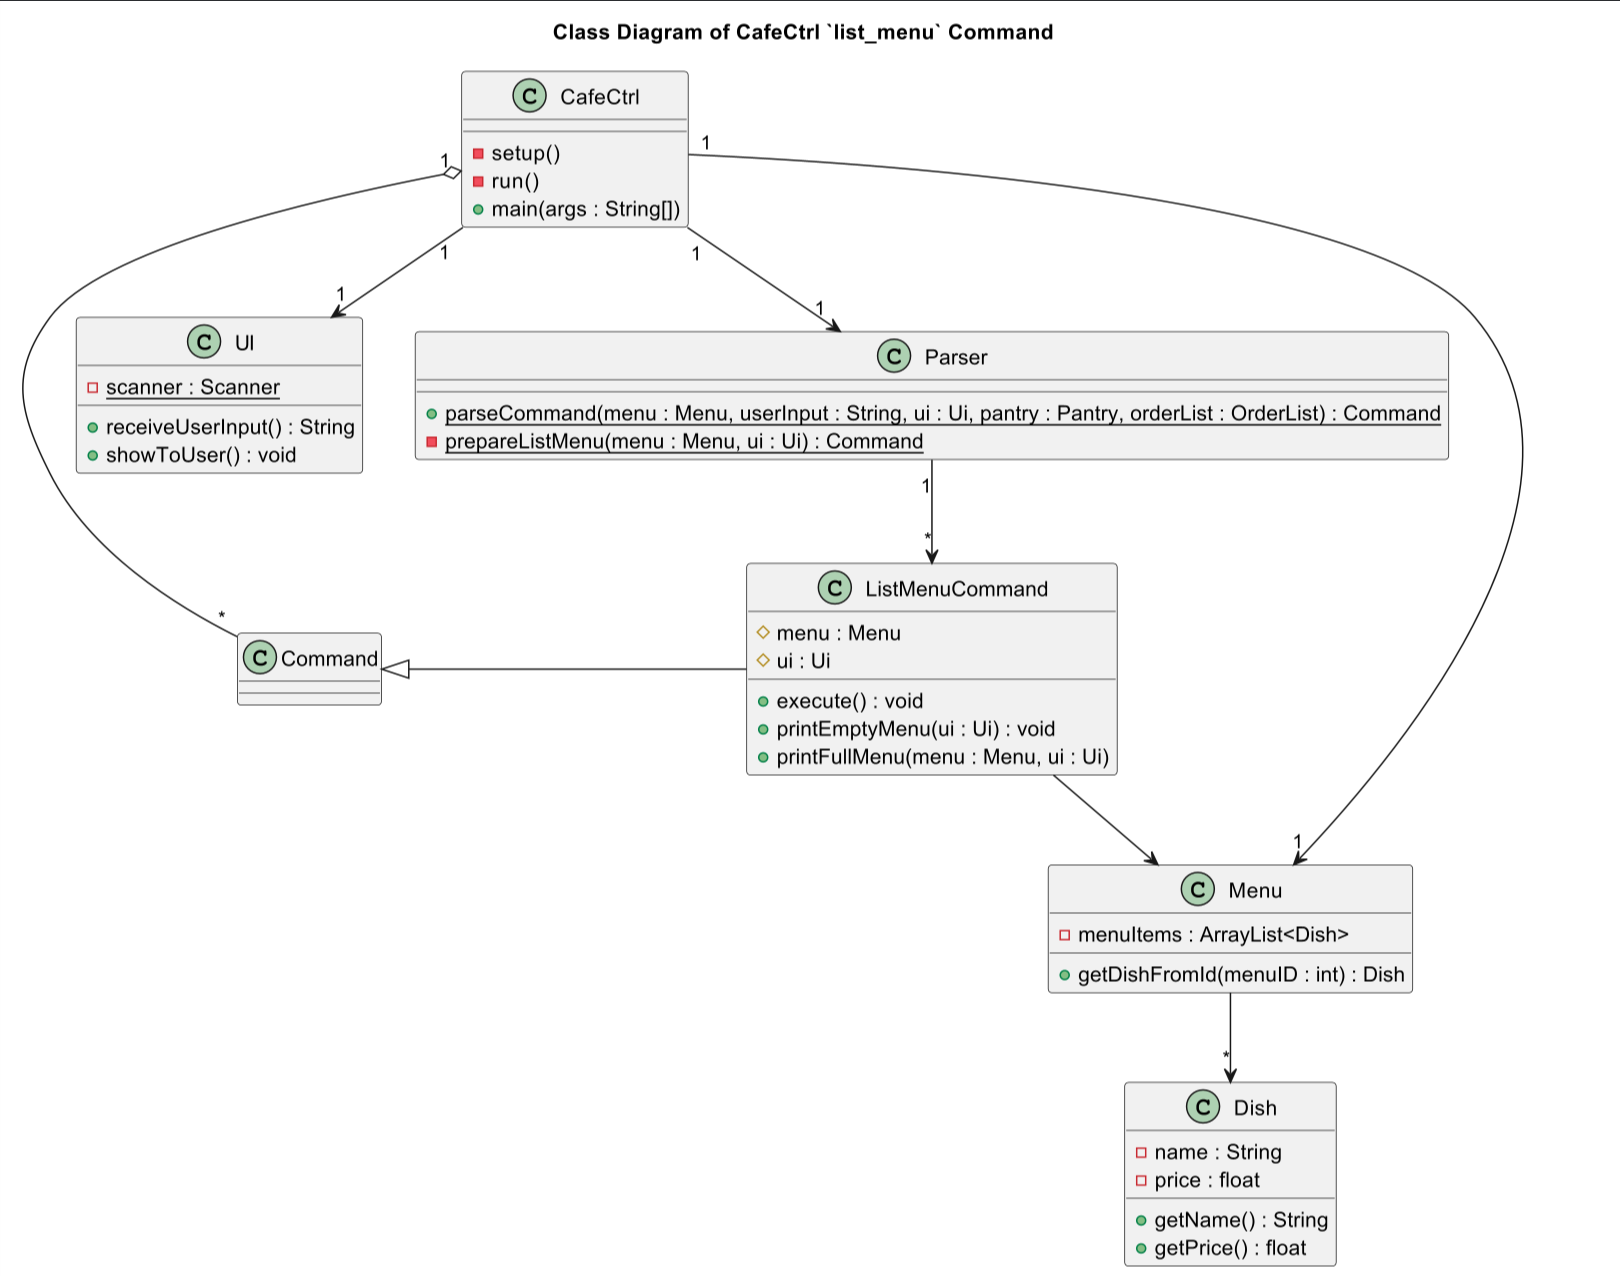 Class Diagram of CafeCtrl `list_menu` Command
C CafeCtrl
setup()
run()
main(args : String[])
1
1
1
1
1
1
C UI
scanner : Scanner
receiveUserInput() : String
showToUser() : void
C Parser
parseCommand(menu : Menu, userInput : String, ui : Ui, pantry : Pantry, orderList : OrderList) : Command
prepareListMenu(menu : Menu, ui : Ui) : Command
1
*
C ListMenuCommand
menu : Menu
ui : Ui
execute() : void
printEmptyMenu(ui : Ui) : void
printFullMenu(menu : Menu, ui : Ui)
*
C Command
1
C Menu
menuItems : ArrayList<Dish>
getDishFromId(menuID : int) : Dish
*
C Dish
name : String
price : float
getName() : String
getPrice() : float